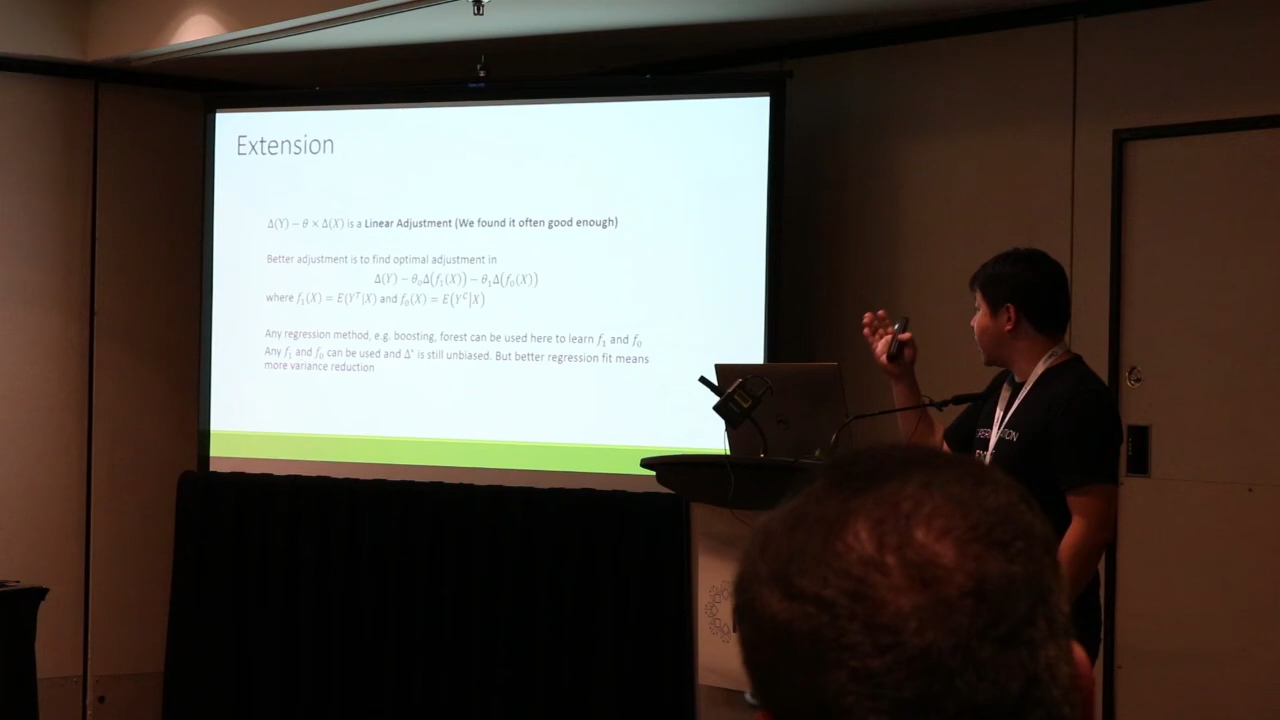 Extension
Δ(Y) − θ × Δ(X) is a Linear Adjustment (We found it often good enough)
Better adjustment is to find optimal adjustment in
Δ(Y) − θ₀Δ(f₁(X)) − θ₁Δ(f₀(X))
where f₁(X) = E(Yᵀ|X) and f₀(X) = E(Yᶜ|X)
Any regression method, e.g. boosting, forest can be used here to learn f₁ and f₀
Any f₁ and f₀ can be used and Δ* is still unbiased. But better regression fit means
more variance reduction